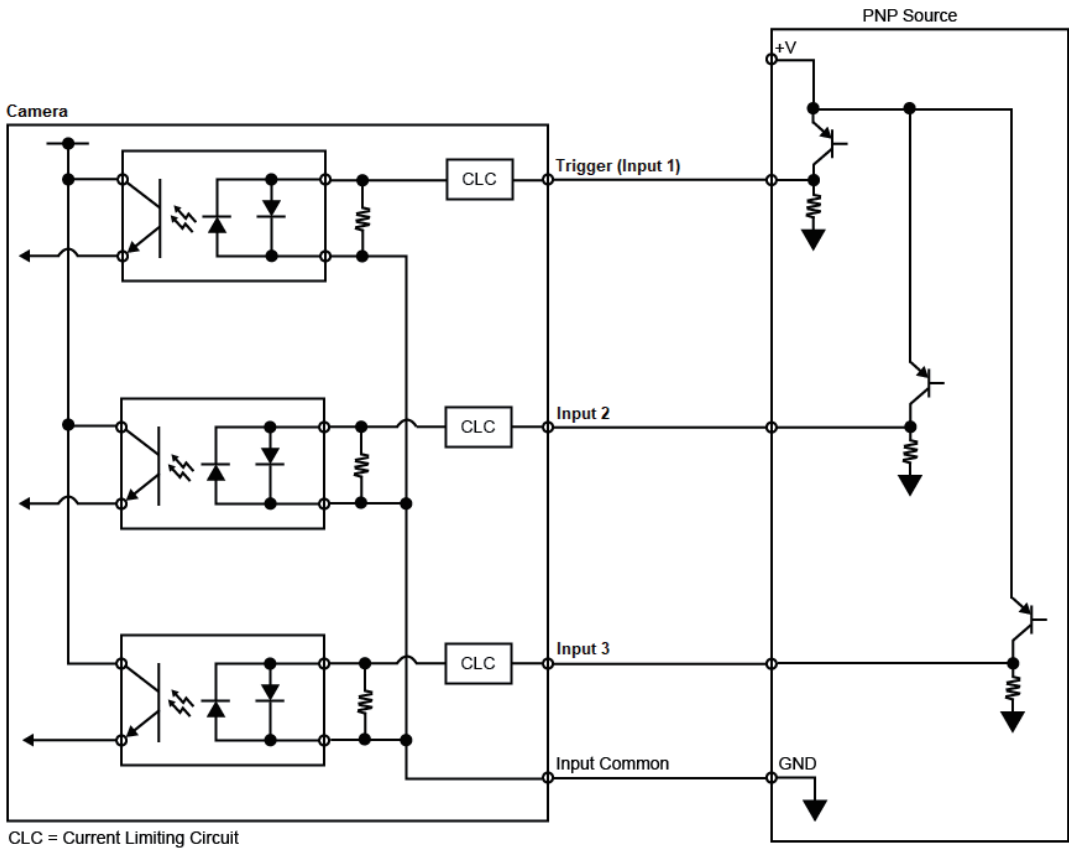 PNP Source
+V
Camera
CLC
Trigger (Input 1)
CLC
Input 2
CLC
Input 3
Input Common
GND
CLC = Current Limiting Circuit